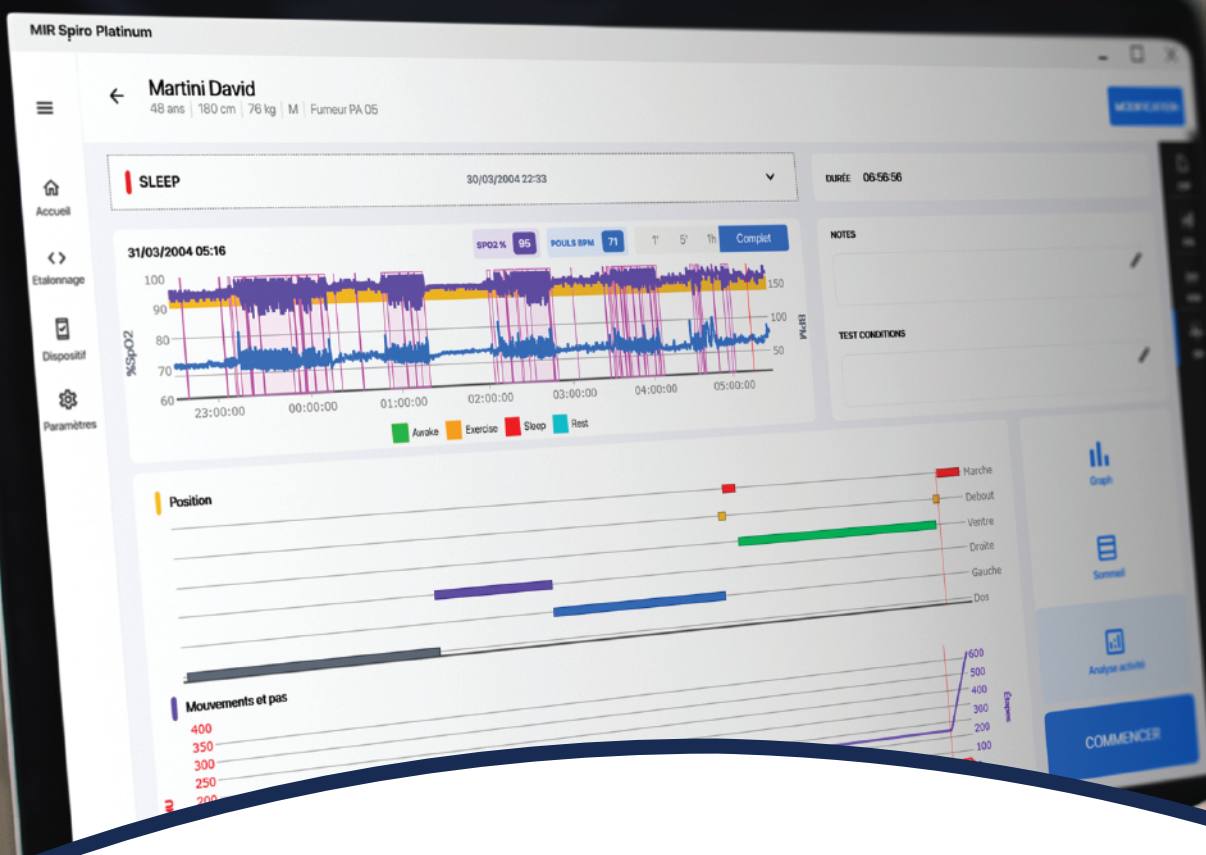 MIR Spiro Platinum
Martini David
48 ans | 180 cm | 76 kg | M | Fumeur PA 05
MODIFICATION
Accueil
Etalonnage
Dispositif
Paramètres
SLEEP 30/03/2004 22:33
DURÉE 06:56:56
31/03/2004 05:16
SPO2 % 95 POULS BPM 71 1' 5' 1h Complet
NOTES
TEST CONDITIONS
%SpO2
100
90
80
70
60
150
100
50
BPM
23:00:00 00:00:00 01:00:00 02:00:00 03:00:00 04:00:00 05:00:00
Awake Exercise Sleep Rest
Position
Marche
Debout
Ventre
Droite
Gauche
Dos
Mouvements et pas
400
350
300
250
200
600
500
400
300
200
100
Graph
Sommeil
Analyse activité
COMMENCER